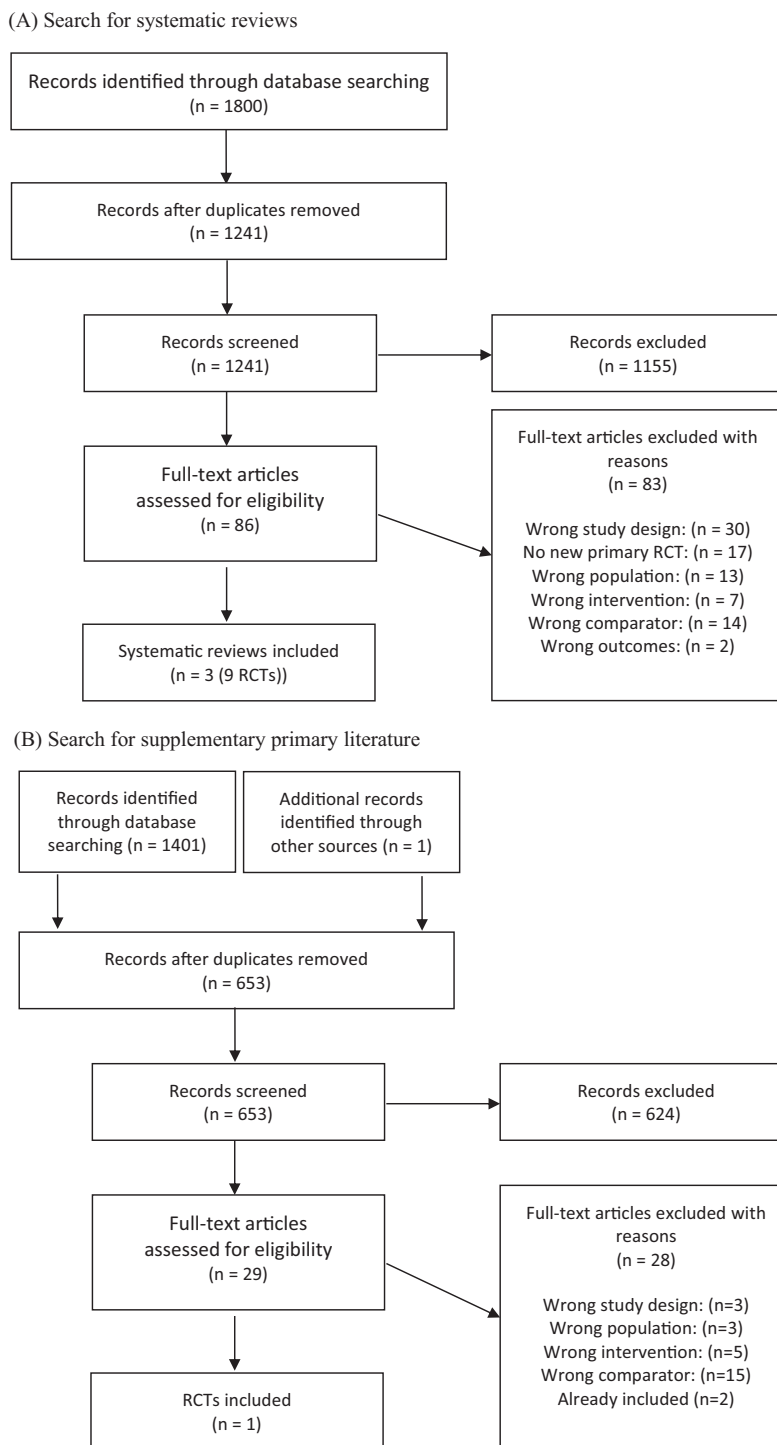 (A) Search for systematic reviews
Records identified through database searching
(n = 1800)
Records after duplicates removed
(n = 1241)
Records screened
(n = 1241)
Records excluded
(n = 1155)
Full-text articles
assessed for eligibility
(n = 86)
Full-text articles excluded with
reasons
(n = 83)
Wrong study design: (n = 30)
No new primary RCT: (n = 17)
Wrong population: (n = 13)
Wrong intervention: (n = 7)
Wrong comparator: (n = 14)
Wrong outcomes: (n = 2)
Systematic reviews included
(n = 3 (9 RCTs))
(B) Search for supplementary primary literature
Records identified
through database
searching (n = 1401)
Additional records
identified through
other sources (n = 1)
Records after duplicates removed
(n = 653)
Records screened
(n = 653)
Records excluded
(n = 624)
Full-text articles
assessed for eligibility
(n = 29)
Full-text articles excluded with
reasons
(n = 28)
Wrong study design: (n=3)
Wrong population: (n=3)
Wrong intervention: (n=5)
Wrong comparator: (n=15)
Already included (n=2)
RCTs included
(n = 1)